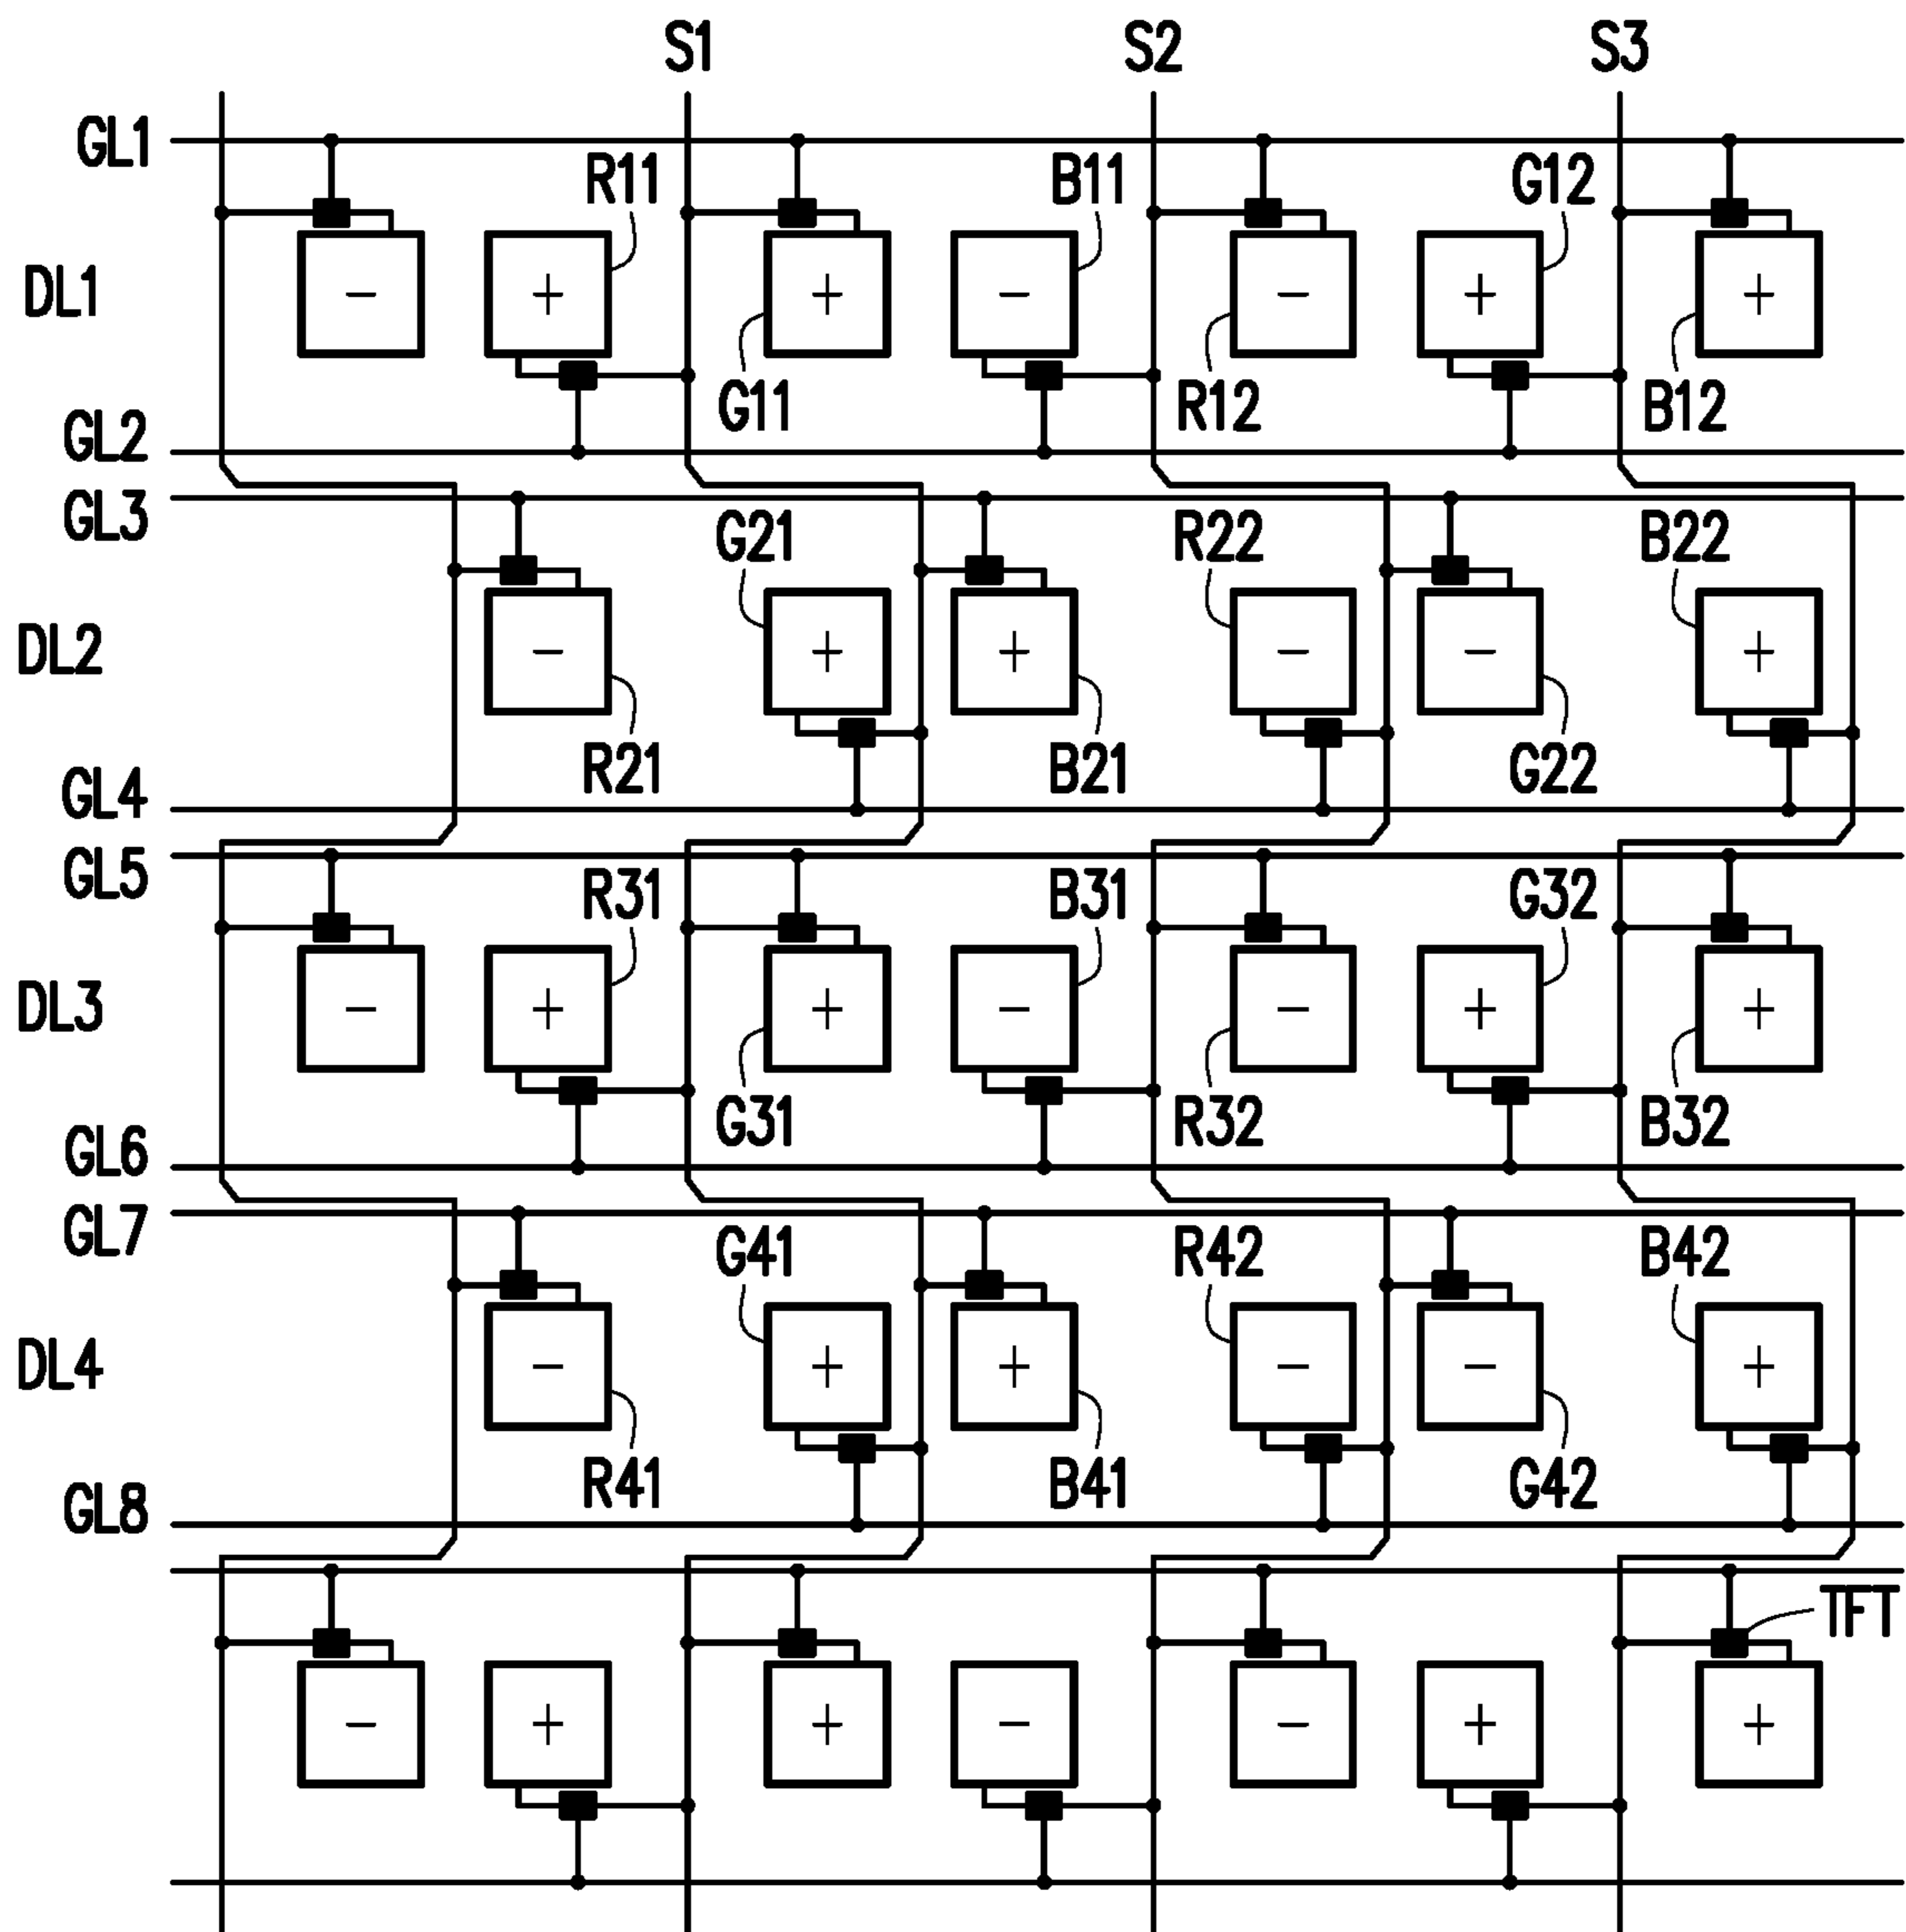 S1 S2 S3
GL1
R11 B11 G12
DL1
− + + − − + +
G11 R12 B12
GL2
GL3
G21 R22 B22
DL2
− + + − − +
R21 B21 G22
GL4
GL5
R31 B31 G32
DL3
− + + − − + +
G31 R32 B32
GL6
GL7
G41 R42 B42
DL4
− + + − − +
R41 B41 G42
GL8
TFT
− + + − − + +